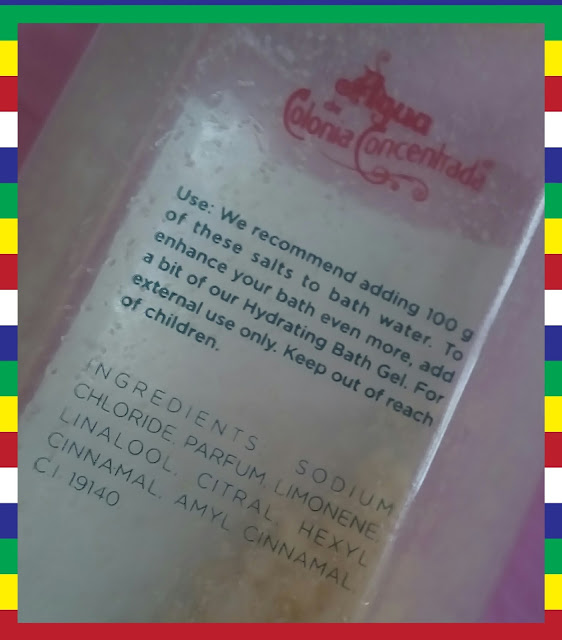 Agua
de
Colonia Concentrada
Use: We recommend adding 100 g
of these salts to bath water. To
enhance your bath even more, add
a bit of our Hydrating Bath Gel. For
external use only. Keep out of reach
of children.
INGREDIENTS SODIUM
CHLORIDE, PARFUM, LIMONENE,
LINALOOL, CITRAL, HEXYL
CINNAMAL, AMYL CINNAMAL,
C.I. 19140